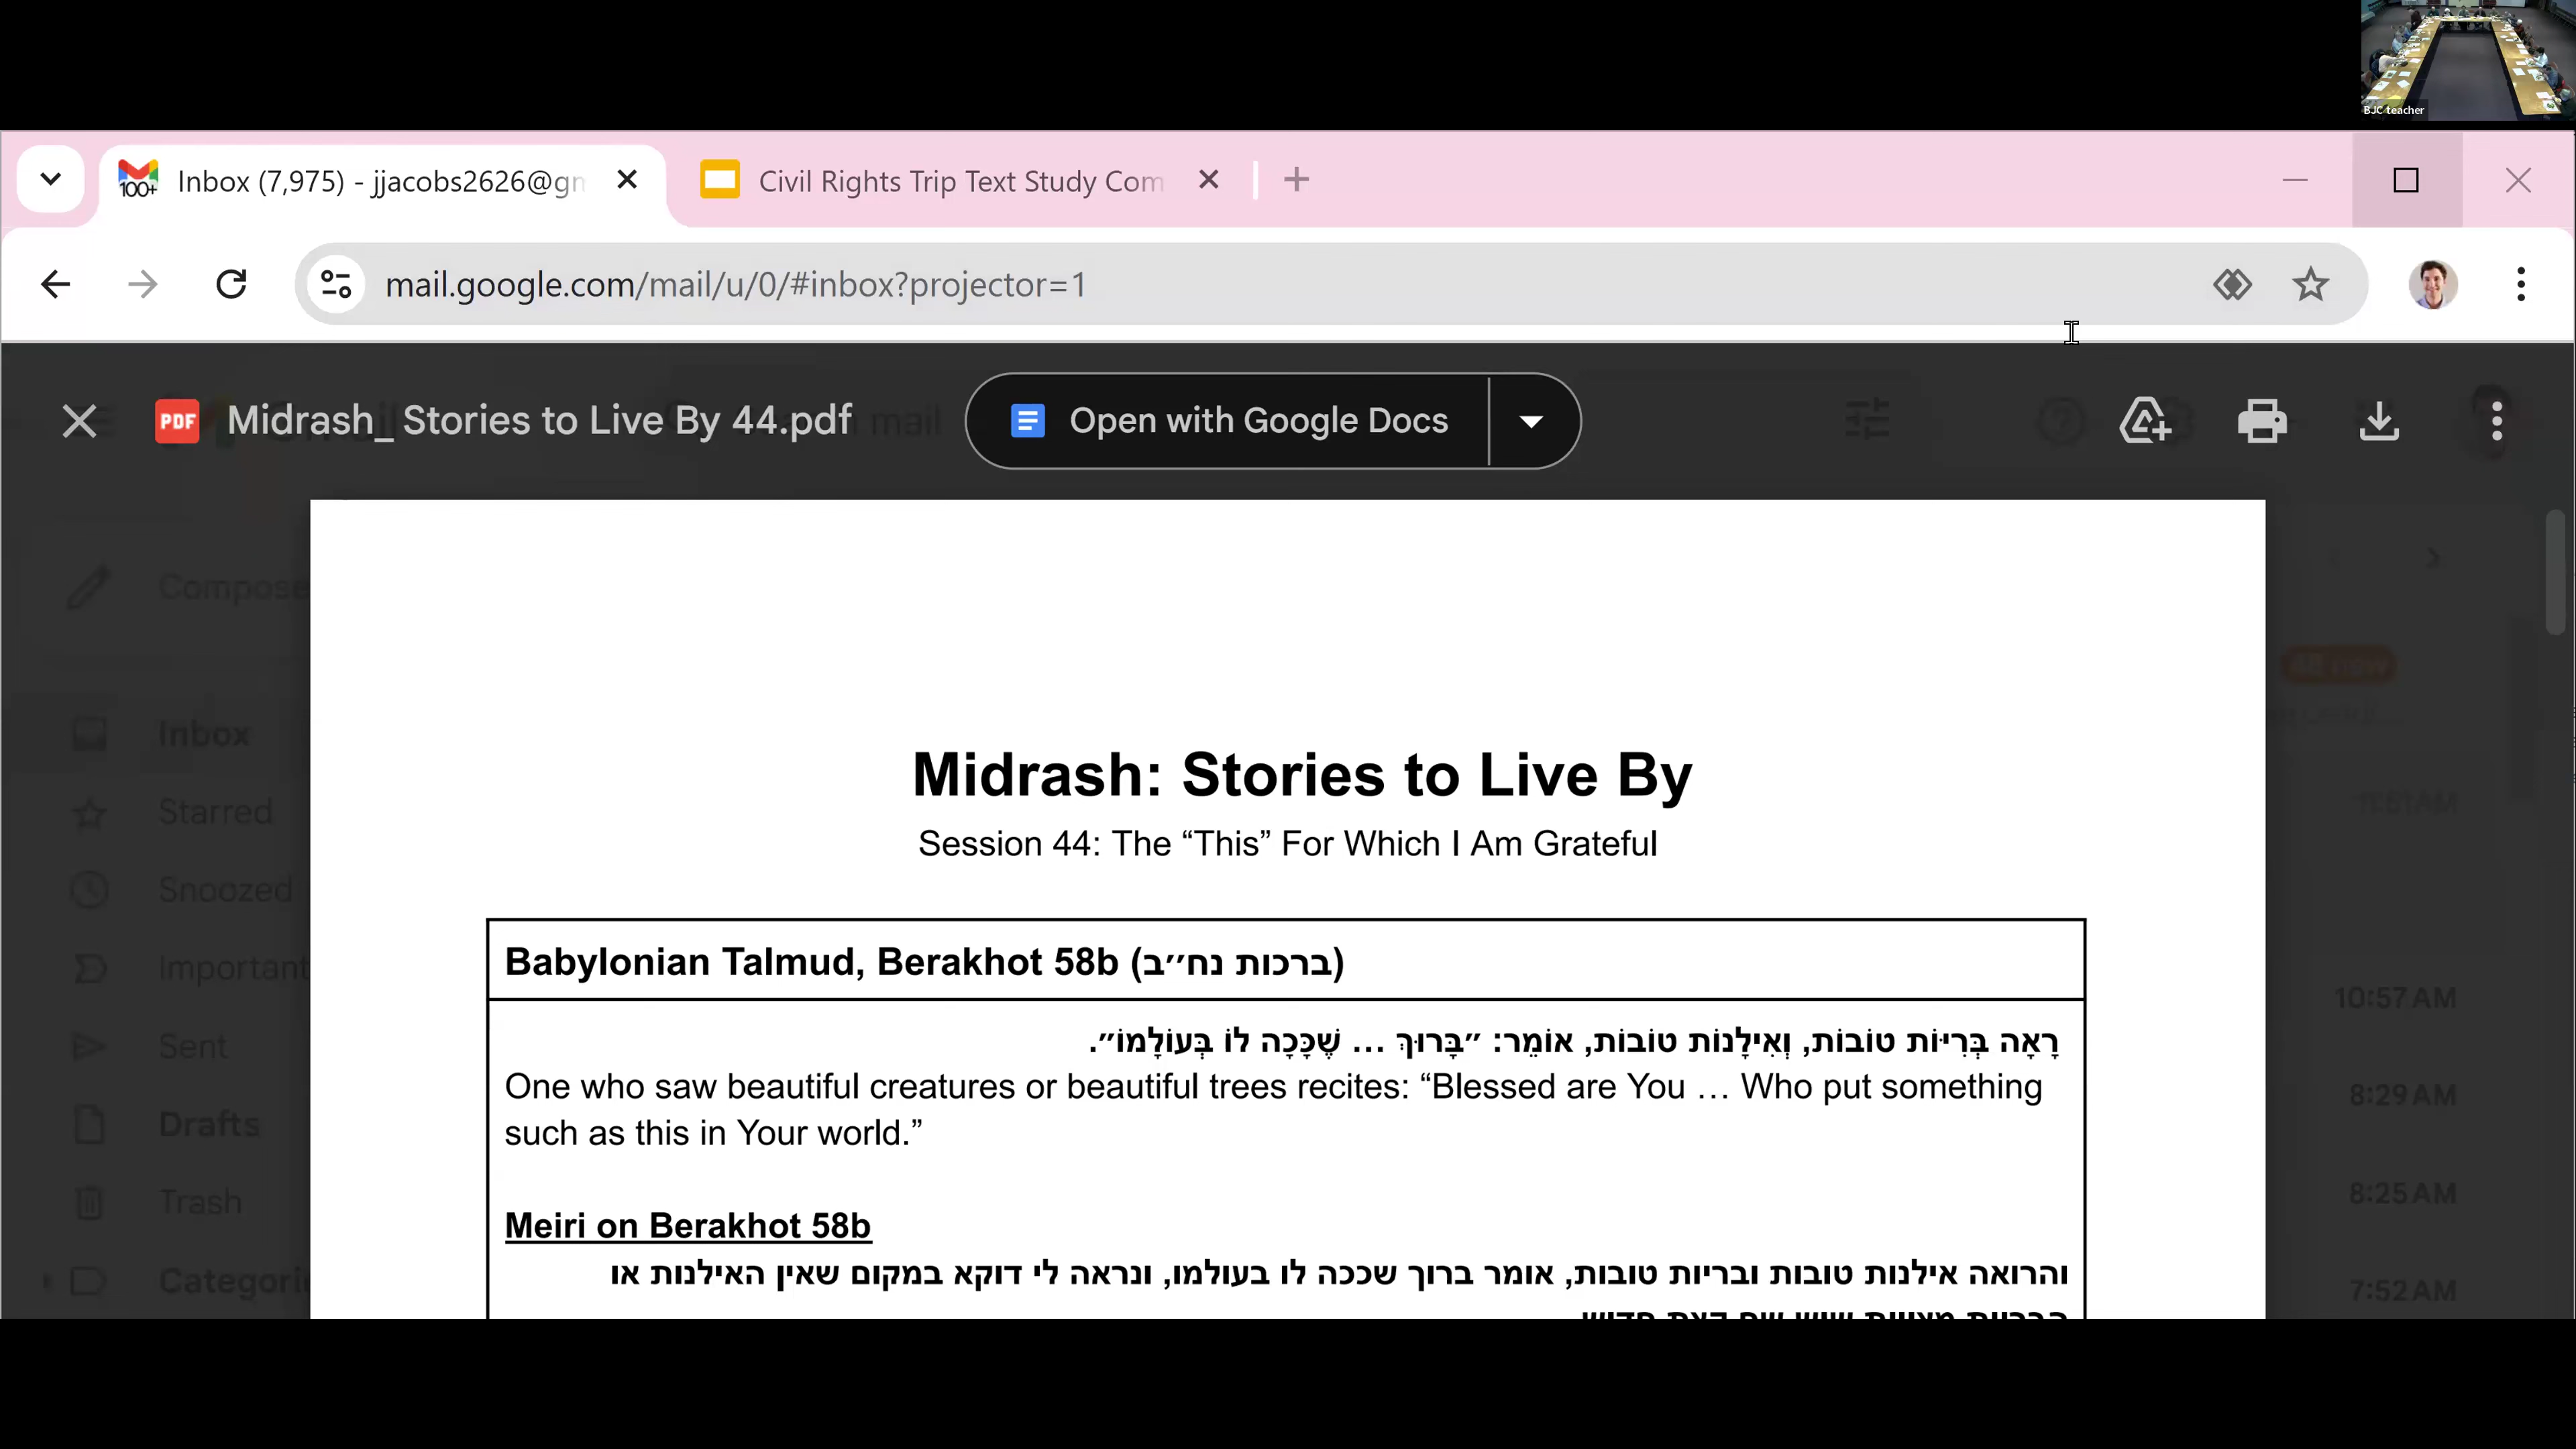 BJC teacher
Inbox (7,975) - jjacobs2626@gm
Civil Rights Trip Text Study Com
mail.google.com/mail/u/0/#inbox?projector=1
PDF
Midrash_ Stories to Live By 44.pdf
mail
Open with Google Docs
Compose
Inbox
Starred
Snoozed
Important
Sent
Drafts
Trash
Categori
Midrash: Stories to Live By
Session 44: The “This” For Which I Am Grateful
Babylonian Talmud, Berakhot 58b (ברכות נח׳׳ב)
רָאָה בְּרִיּוֹת טוֹבוֹת, וְאִילָנוֹת טוֹבוֹת, אוֹמֵר: ״בָּרוּךְ ... שֶׁכָּכָה לוֹ בְּעוֹלָמוֹ״.
One who saw beautiful creatures or beautiful trees recites: “Blessed are You … Who put something
such as this in Your world.”
Meiri on Berakhot 58b
והרואה אילנות טובות ובריות טובות, אומר ברוך שככה לו בעולמו, ונראה לי דוקא במקום שאין האילנות או
10:57 AM
8:29 AM
8:25 AM
7:52 AM